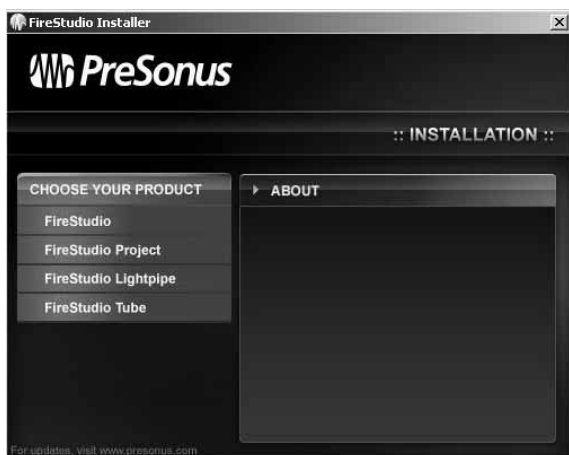 FireStudio Installer
PreSonus
:: INSTALLATION ::
CHOOSE YOUR PRODUCT
FireStudio
FireStudio Project
FireStudio Lightpipe
FireStudio Tube
ABOUT
For updates, visit www.presonus.com